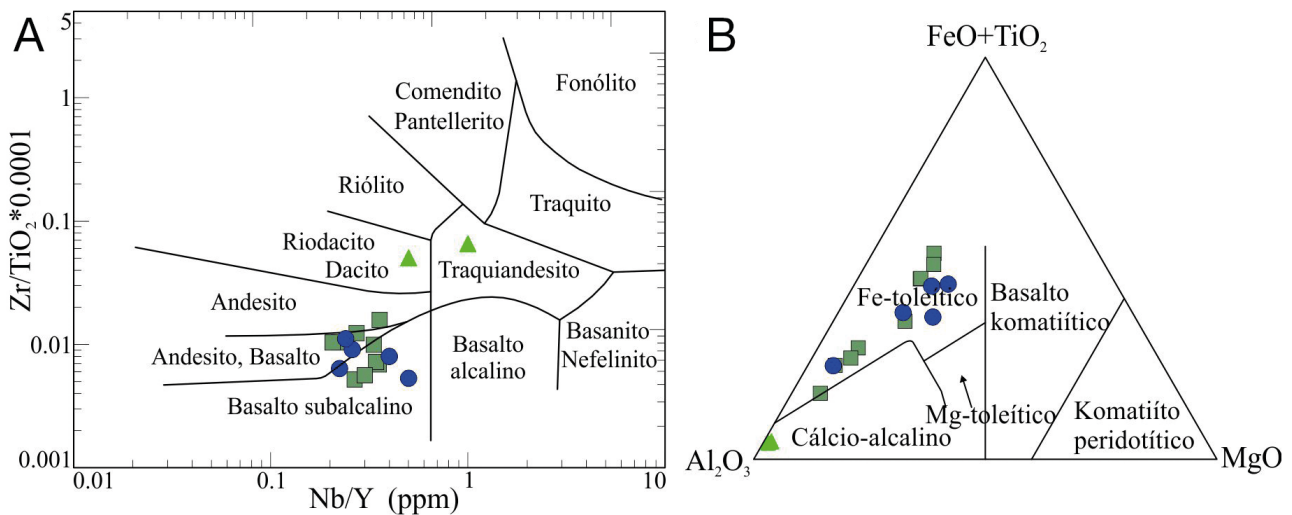 A
5
1
0.1
0.01
0.001
Zr/TiO₂*0.0001
0.01
0.1
1
10
Nb/Y (ppm)
Fonólito
Comendito
Pantellerito
Riólito
Traquito
Riodacito
Dacito
Traquiandesito
Andesito
Andesito, Basalto
Basalto
alcalino
Basanito
Nefelinito
Basalto subalcalino
B
FeO+TiO₂
Fe-toleítico
Basalto
komatiítico
Mg-toleítico
Cálcio-alcalino
Komatiíto
peridotítico
Al₂O₃
MgO